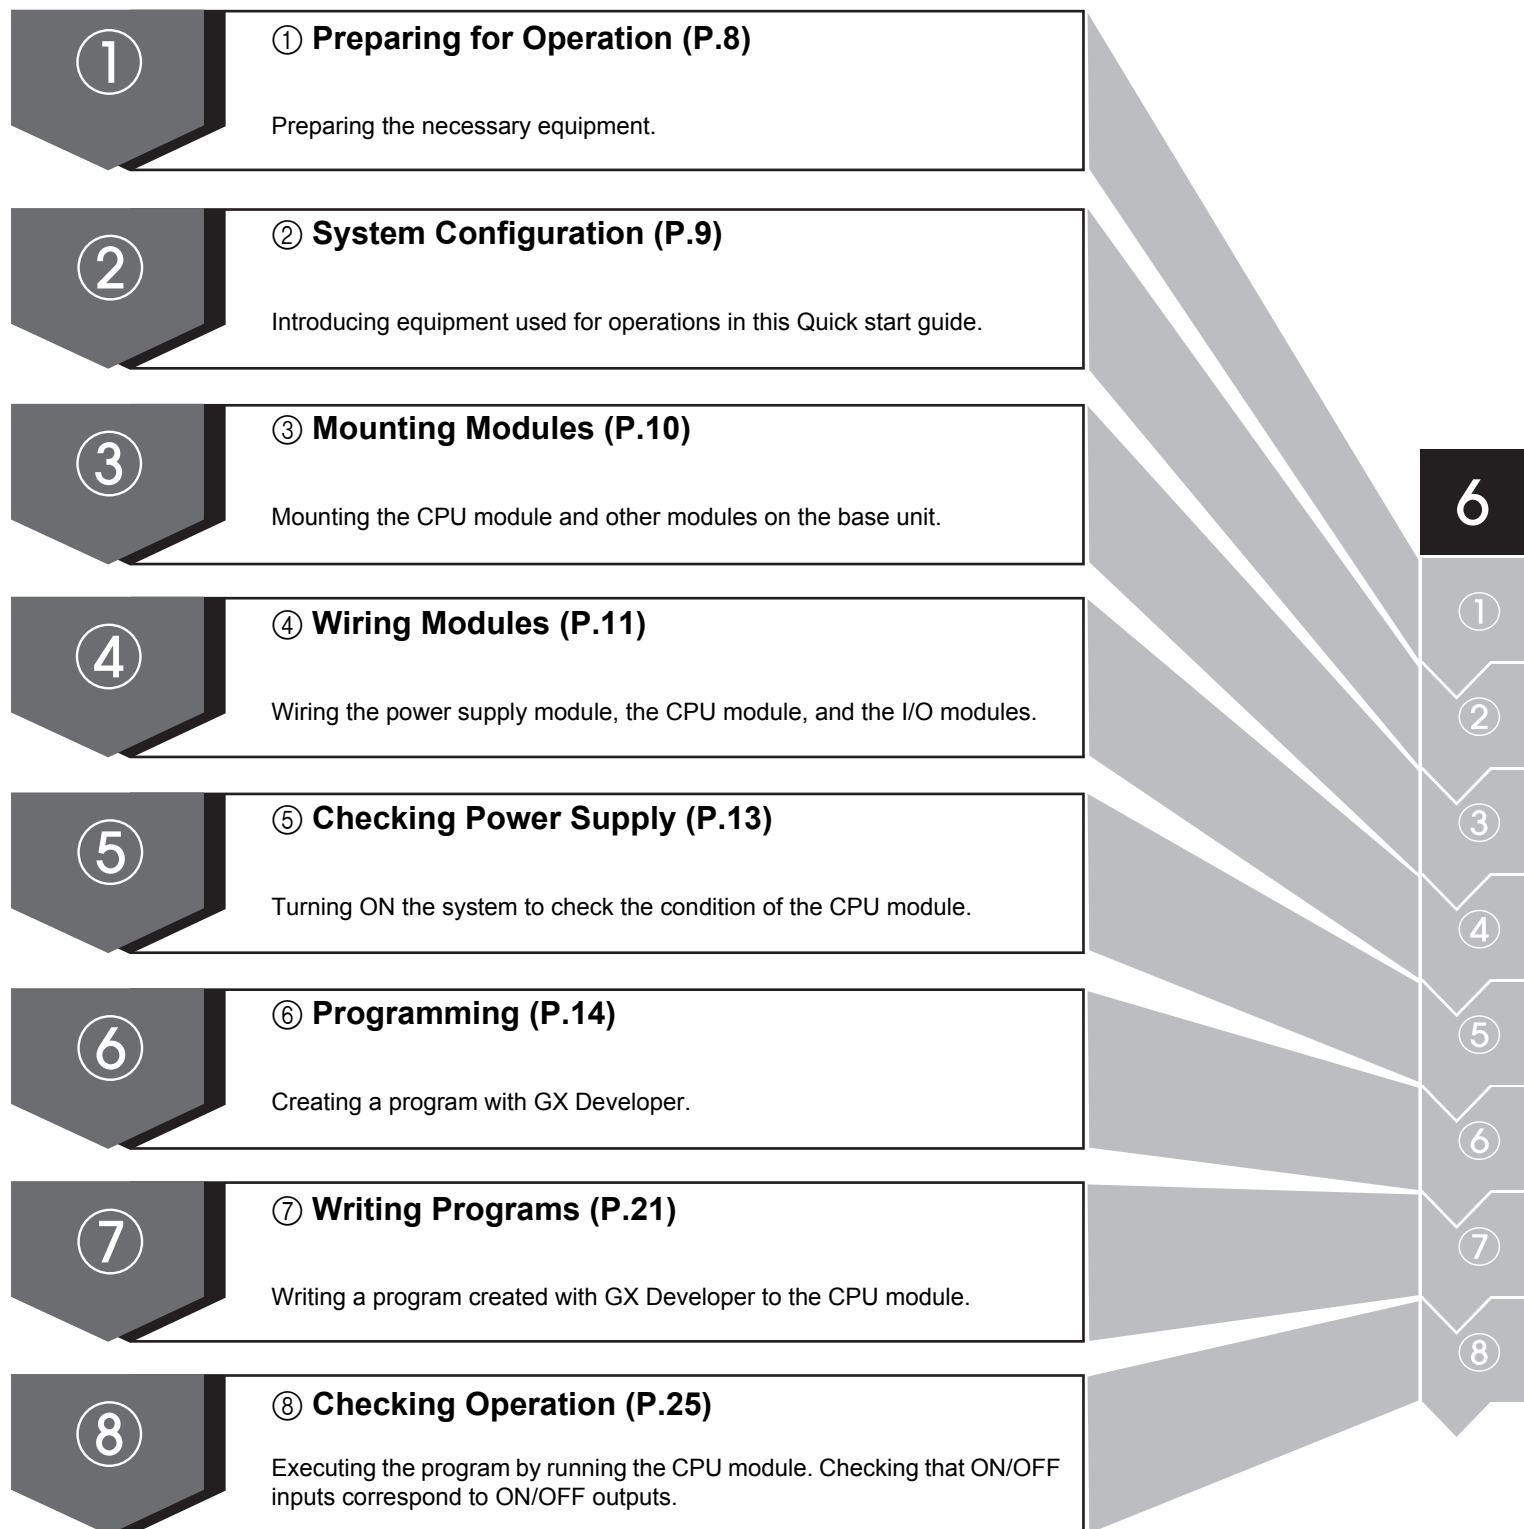 ①
① Preparing for Operation (P.8)
Preparing the necessary equipment.
②
② System Configuration (P.9)
Introducing equipment used for operations in this Quick start guide.
③
③ Mounting Modules (P.10)
Mounting the CPU module and other modules on the base unit.
④
④ Wiring Modules (P.11)
Wiring the power supply module, the CPU module, and the I/O modules.
⑤
⑤ Checking Power Supply (P.13)
Turning ON the system to check the condition of the CPU module.
⑥
⑥ Programming (P.14)
Creating a program with GX Developer.
⑦
⑦ Writing Programs (P.21)
Writing a program created with GX Developer to the CPU module.
⑧
⑧ Checking Operation (P.25)
Executing the program by running the CPU module. Checking that ON/OFF
inputs correspond to ON/OFF outputs.
6
①
②
③
④
⑤
⑥
⑦
⑧